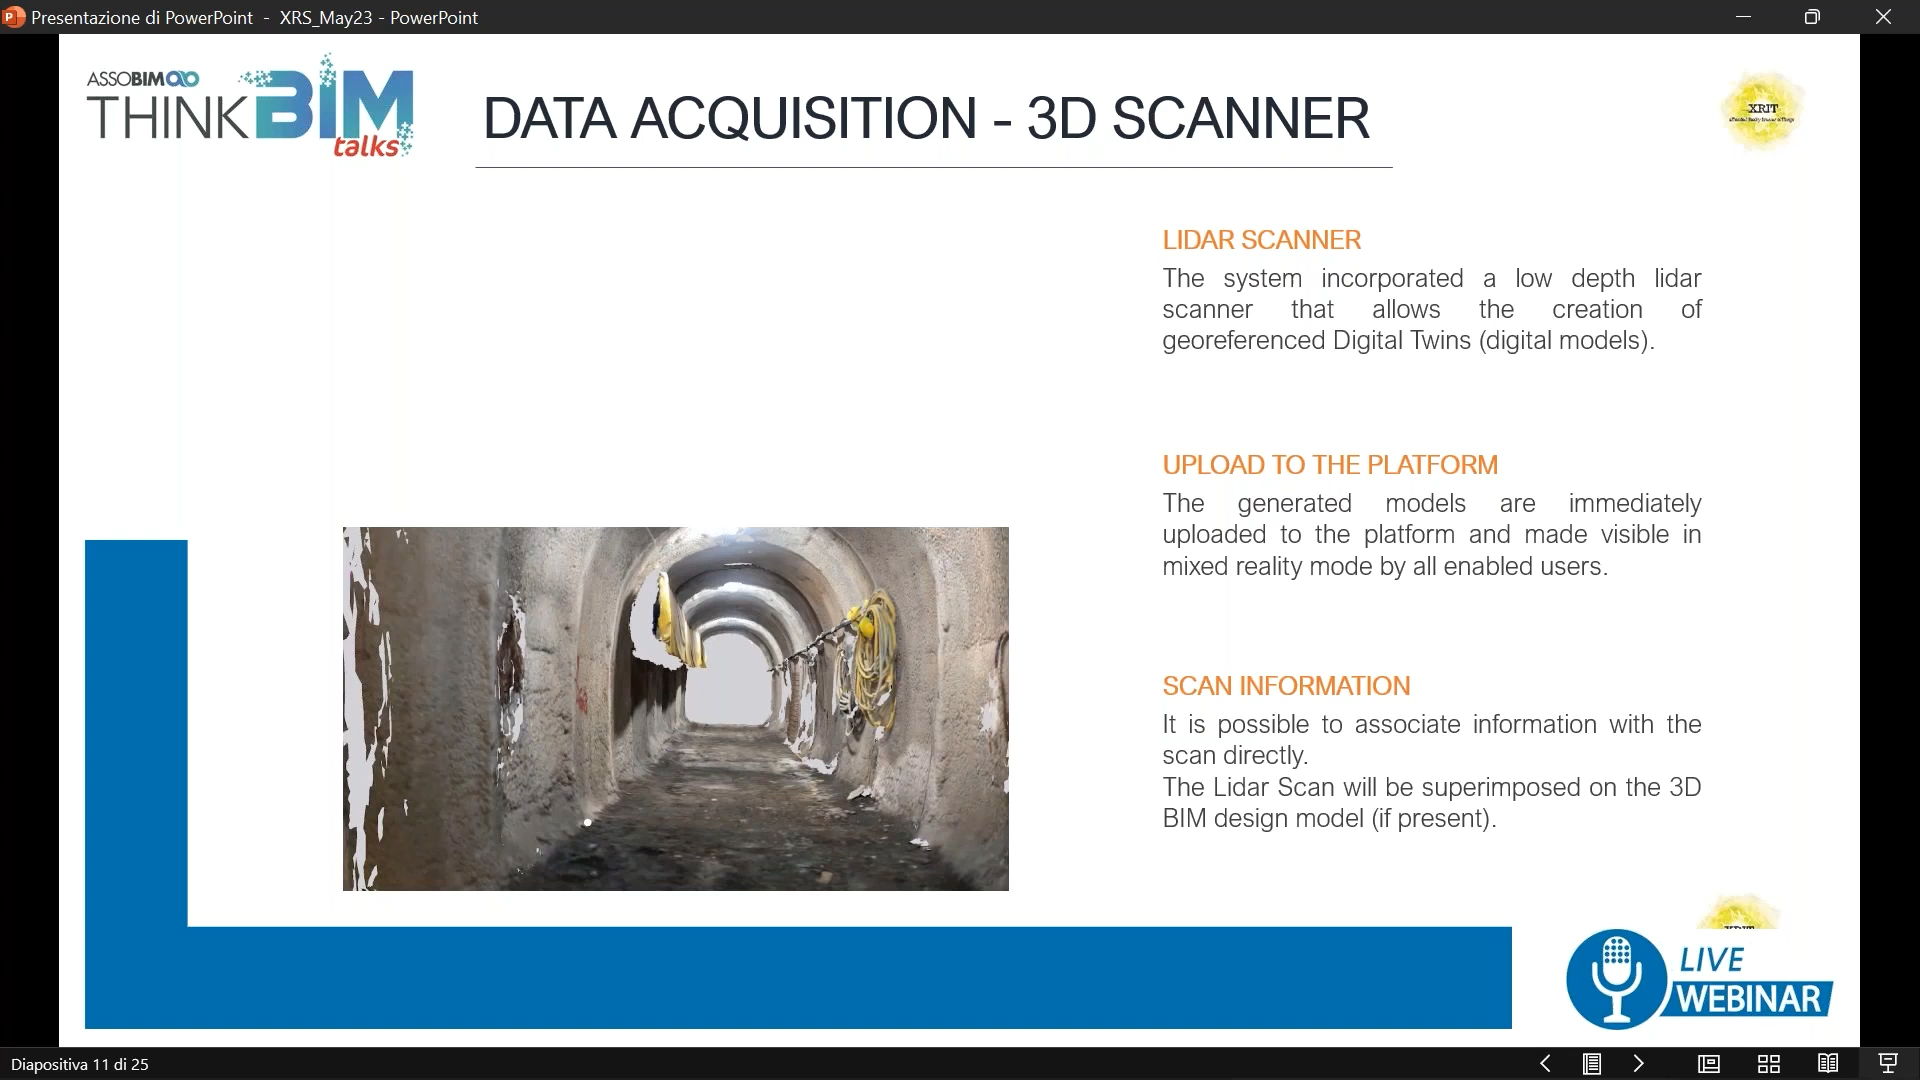 Presentazione di PowerPoint - XRS_May23 - PowerPoint
ASSOBIM
THINKBIM
talks
DATA ACQUISITION - 3D SCANNER
XRIT
LIDAR SCANNER
The system incorporated a low depth lidar
scanner that allows the creation of
georeferenced Digital Twins (digital models).
UPLOAD TO THE PLATFORM
The generated models are immediately
uploaded to the platform and made visible in
mixed reality mode by all enabled users.
SCAN INFORMATION
It is possible to associate information with the
scan directly.
The Lidar Scan will be superimposed on the 3D
BIM design model (if present).
LIVE
WEBINAR
Diapositiva 11 di 25